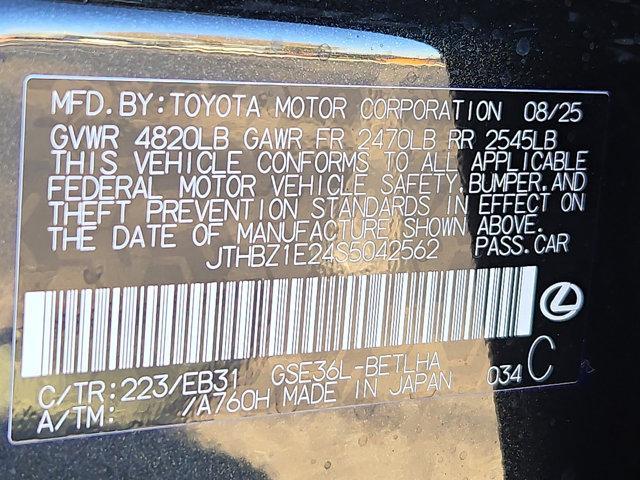 MFD. BY: TOYOTA MOTOR CORPORATION 08/25
GVWR 4820LB GAWR FR 2470LB RR 2545LB
THIS VEHICLE CONFORMS TO ALL APPLICABLE
FEDERAL MOTOR VEHICLE SAFETY, BUMPER, AND
THEFT PREVENTION STANDARDS IN EFFECT ON
THE DATE OF MANUFACTURE SHOWN ABOVE.
JTHBZ1E24S5042562 PASS.CAR
C/TR:223/EB31 GSE36L-BETLHA
A/TM: /A760H MADE IN JAPAN 034 C